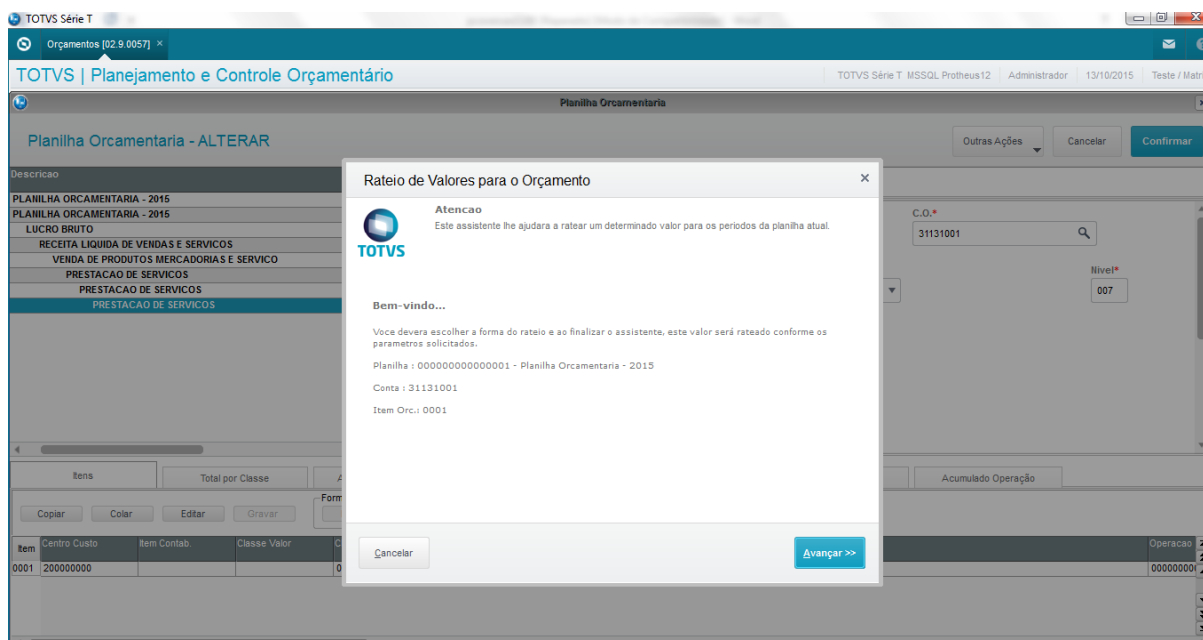 TOTVS Série T
Orçamentos [02.9.0057] ×
TOTVS | Planejamento e Controle Orçamentário
TOTVS Série T MSSQL Protheus12 Administrador 13/10/2015 Teste / Matri
Planilha Orcamentaria
Planilha Orcamentaria - ALTERAR
Outras Ações
Cancelar
Confirmar
Descricao
PLANILHA ORCAMENTARIA - 2015
PLANILHA ORCAMENTARIA - 2015
LUCRO BRUTO
RECEITA LIQUIDA DE VENDAS E SERVICOS
VENDA DE PRODUTOS MERCADORIAS E SERVICO
PRESTACAO DE SERVICOS
PRESTACAO DE SERVICOS
PRESTACAO DE SERVICOS
C.O.*
31131001
Nivel*
007
Rateio de Valores para o Orçamento
TOTVS
Atencao
Este assistente lhe ajudara a ratear um determinado valor para os periodos da planilha atual.
Bem-vindo...
Voce devera escolher a forma do rateio e ao finalizar o assistente, este valor será rateado conforme os
parametros solicitados.
Planilha : 000000000000001 - Planilha Orcamentaria - 2015
Conta : 31131001
Item Orc.: 0001
Cancelar
Avançar >>
Itens
Total por Classe
Acumulado Operação
Copiar Colar Editar Gravar
Form
Item Centro Custo Item Contab. Classe Valor Operacao
0001 200000000